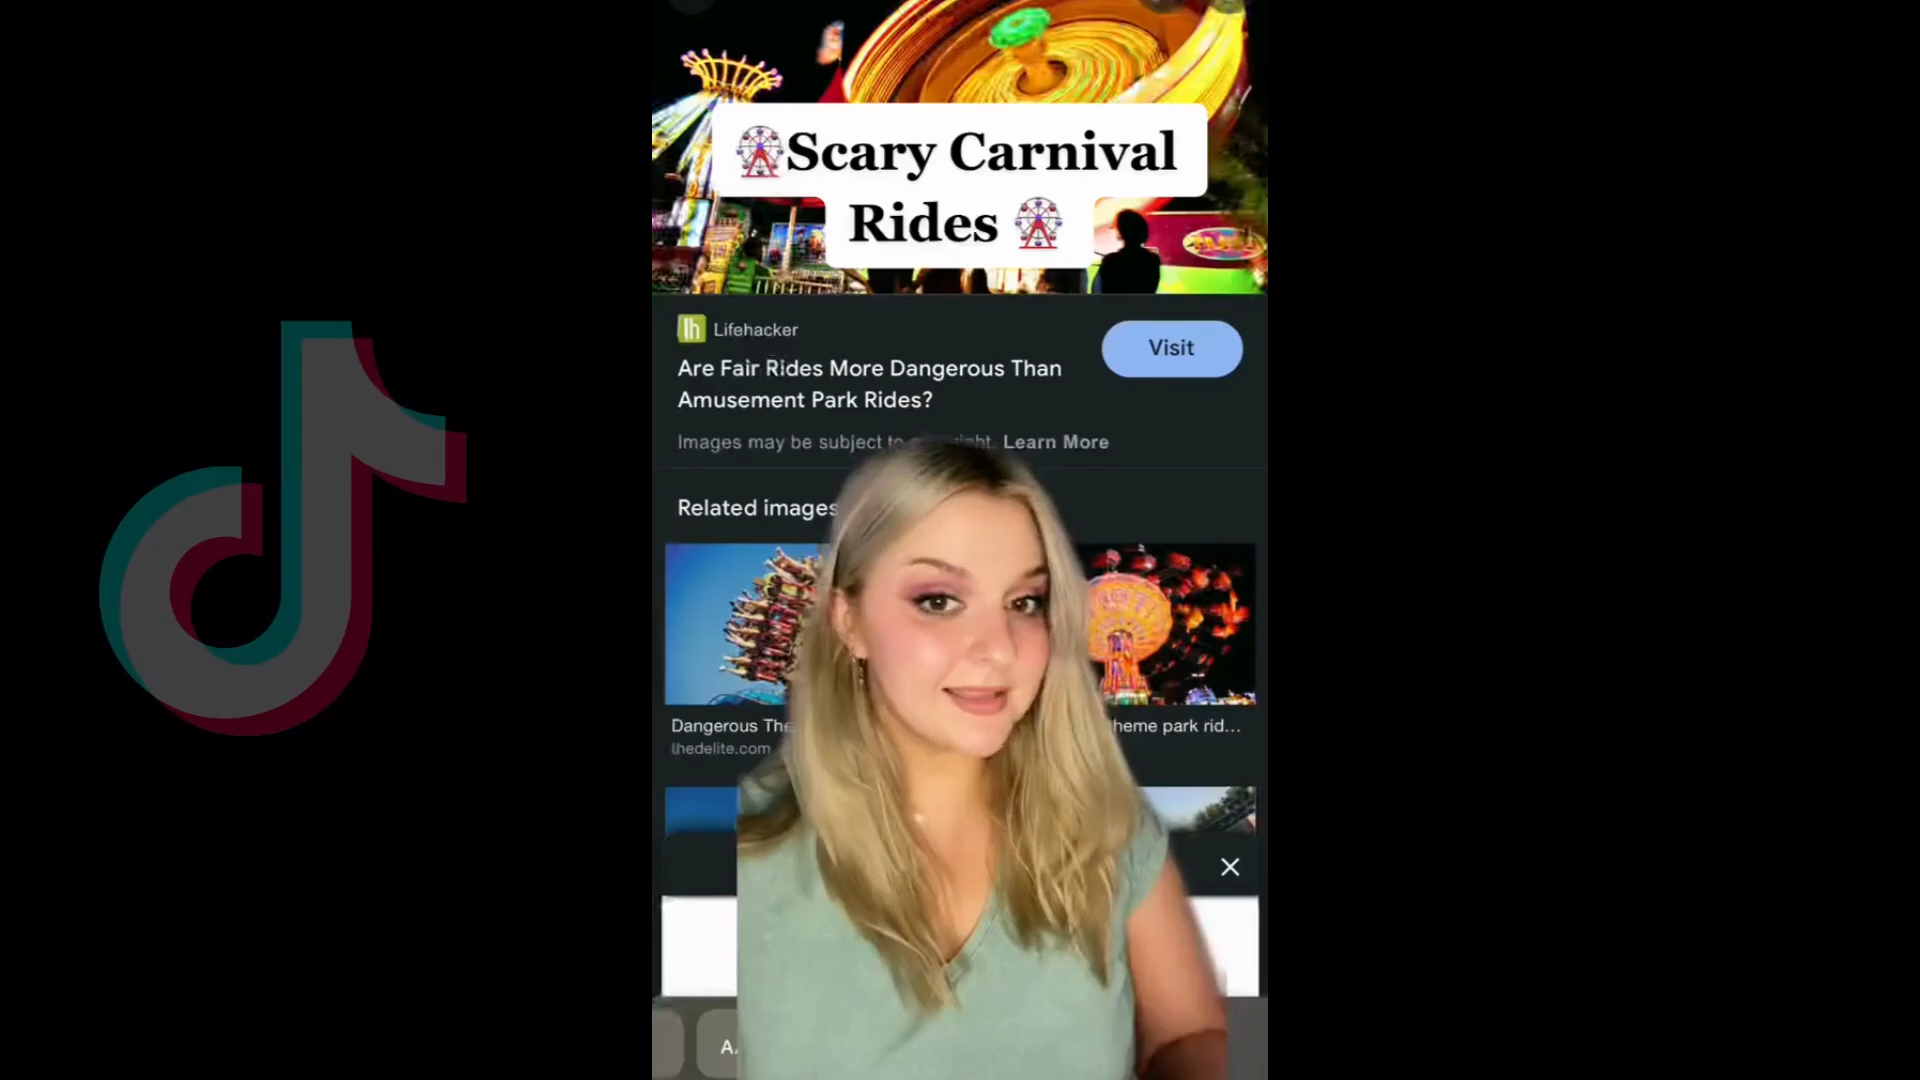 Scary Carnival
Rides
lh Lifehacker
Visit
Are Fair Rides More Dangerous Than
Amusement Park Rides?
Images may be subject to Learn More
Related images
Dangerous The
heme park rid...
thedelite.com